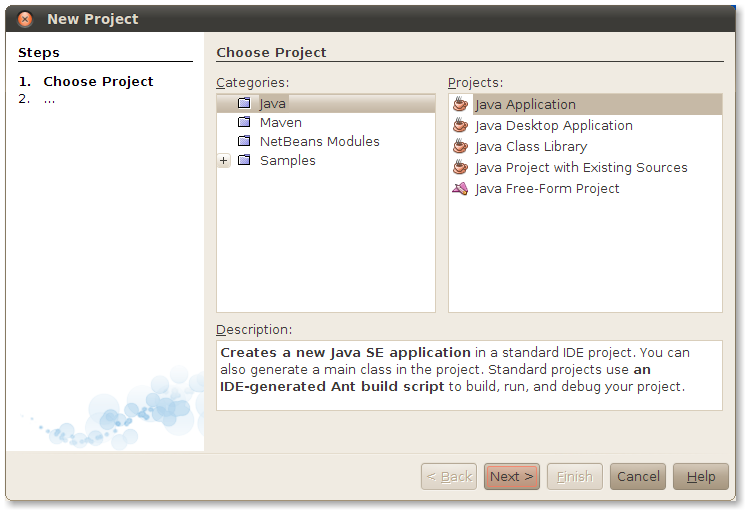 New Project
Steps
1. Choose Project
2. ...
Choose Project
Categories:
Java
Maven
NetBeans Modules
Samples
Projects:
Java Application
Java Desktop Application
Java Class Library
Java Project with Existing Sources
Java Free-Form Project
Description:
Creates a new Java SE application in a standard IDE project. You can
also generate a main class in the project. Standard projects use an
IDE-generated Ant build script to build, run, and debug your project.
< Back
Next >
Finish
Cancel
Help